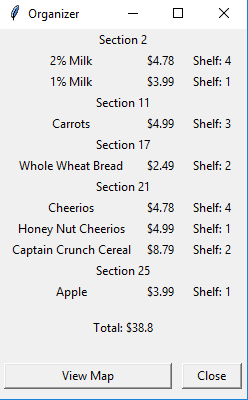 Organizer
Section 2
2% Milk $4.78 Shelf: 4
1% Milk $3.99 Shelf: 1
Section 11
Carrots $4.99 Shelf: 3
Section 17
Whole Wheat Bread $2.49 Shelf: 2
Section 21
Cheerios $4.78 Shelf: 4
Honey Nut Cheerios $4.99 Shelf: 1
Captain Crunch Cereal $8.79 Shelf: 2
Section 25
Apple $3.99 Shelf: 1
Total: $38.8
View Map Close